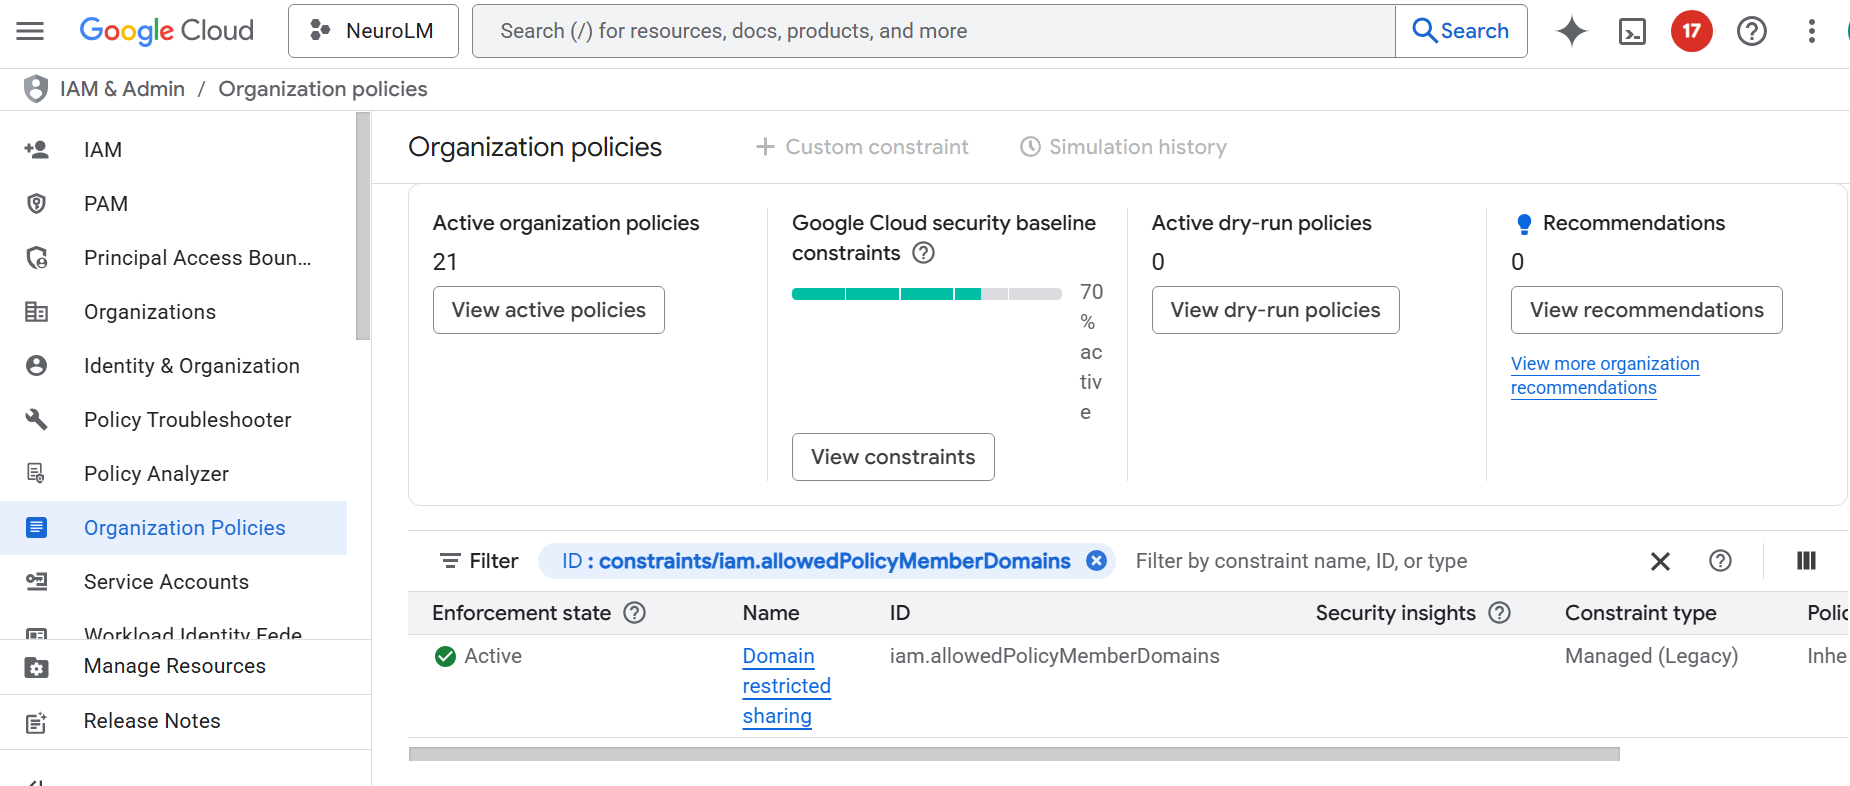 Google Cloud
NeuroLM
Search (/) for resources, docs, products, and more
Search
17
IAM & Admin / Organization policies
IAM
PAM
Principal Access Boun...
Organizations
Identity & Organization
Policy Troubleshooter
Policy Analyzer
Organization Policies
Service Accounts
Workload Identity Fede
Manage Resources
Release Notes
Organization policies
Custom constraint
Simulation history
Active organization policies
21
View active policies
Google Cloud security baseline
constraints
70
%
ac
tiv
e
View constraints
Active dry-run policies
0
View dry-run policies
Recommendations
0
View recommendations
View more organization
recommendations
Filter
ID : constraints/iam.allowedPolicyMemberDomains
Filter by constraint name, ID, or type
Enforcement state Name ID Security insights Constraint type Polic
Active Domain iam.allowedPolicyMemberDomains Managed (Legacy) Inhe
restricted
sharing